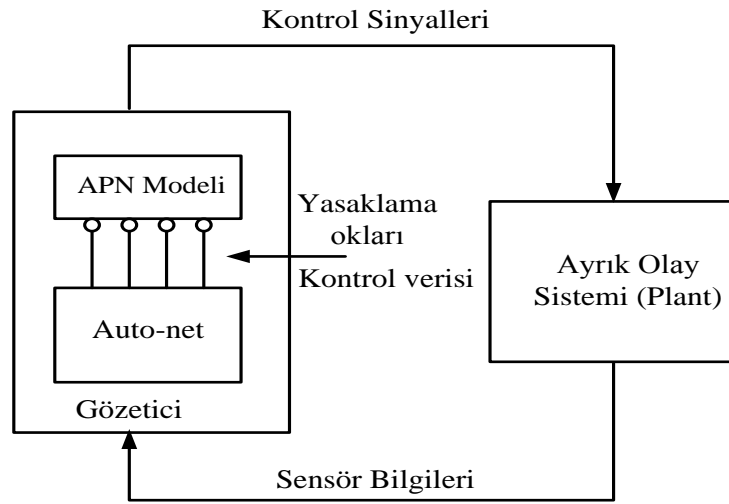 Kontrol Sinyalleri
APN Modeli
Yasaklama
okları
Kontrol verisi
Auto-net
Gözetici
Ayrık Olay
Sistemi (Plant)
Sensör Bilgileri